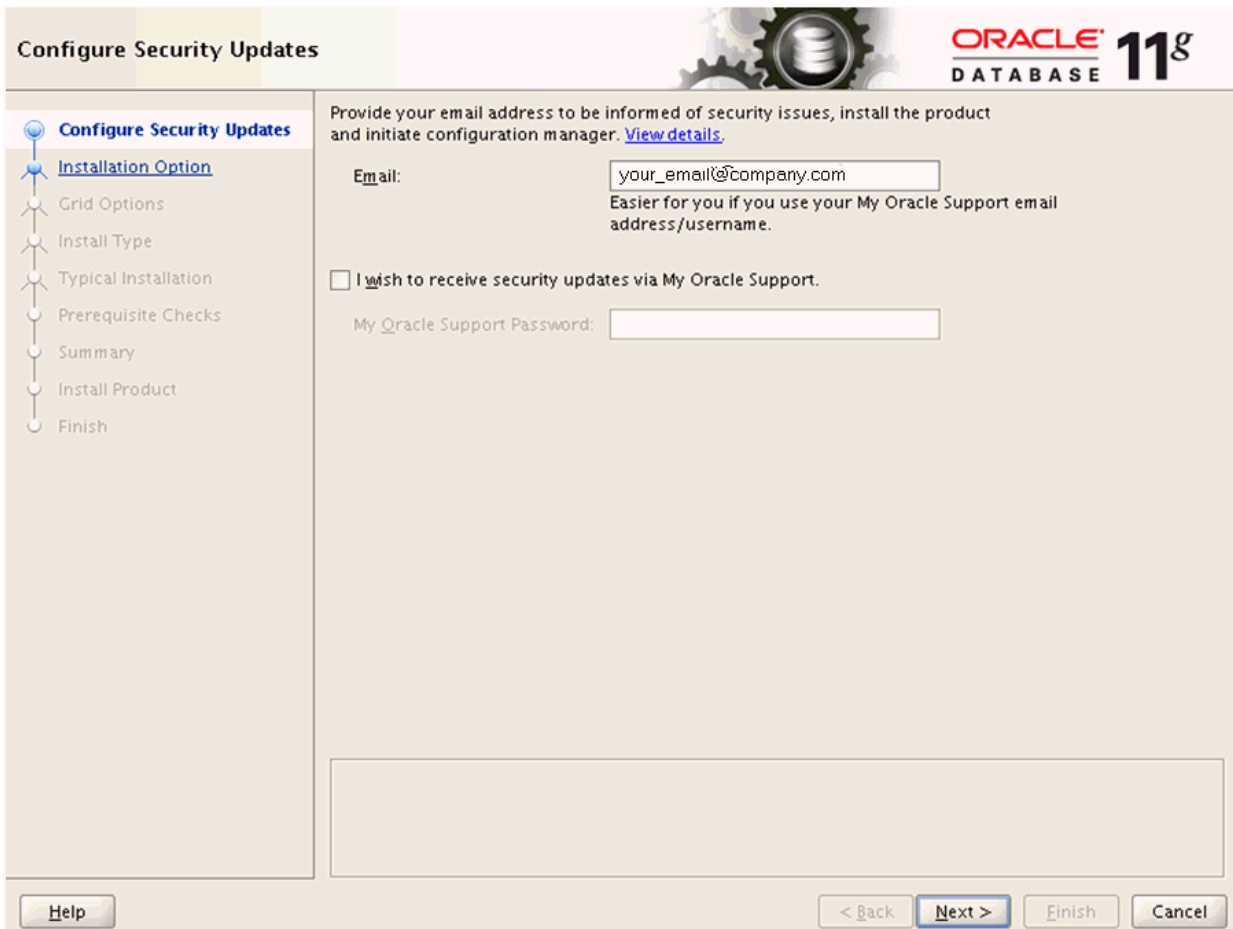 Configure Security Updates
ORACLE
DATABASE
11g
Configure Security Updates
Installation Option
Grid Options
Install Type
Typical Installation
Prerequisite Checks
Summary
Install Product
Finish
Provide your email address to be informed of security issues, install the product
and initiate configuration manager. View details.
Email:
your_email@company.com
Easier for you if you use your My Oracle Support email
address/username.
I wish to receive security updates via My Oracle Support.
My Oracle Support Password:
Help
< Back
Next >
Finish
Cancel